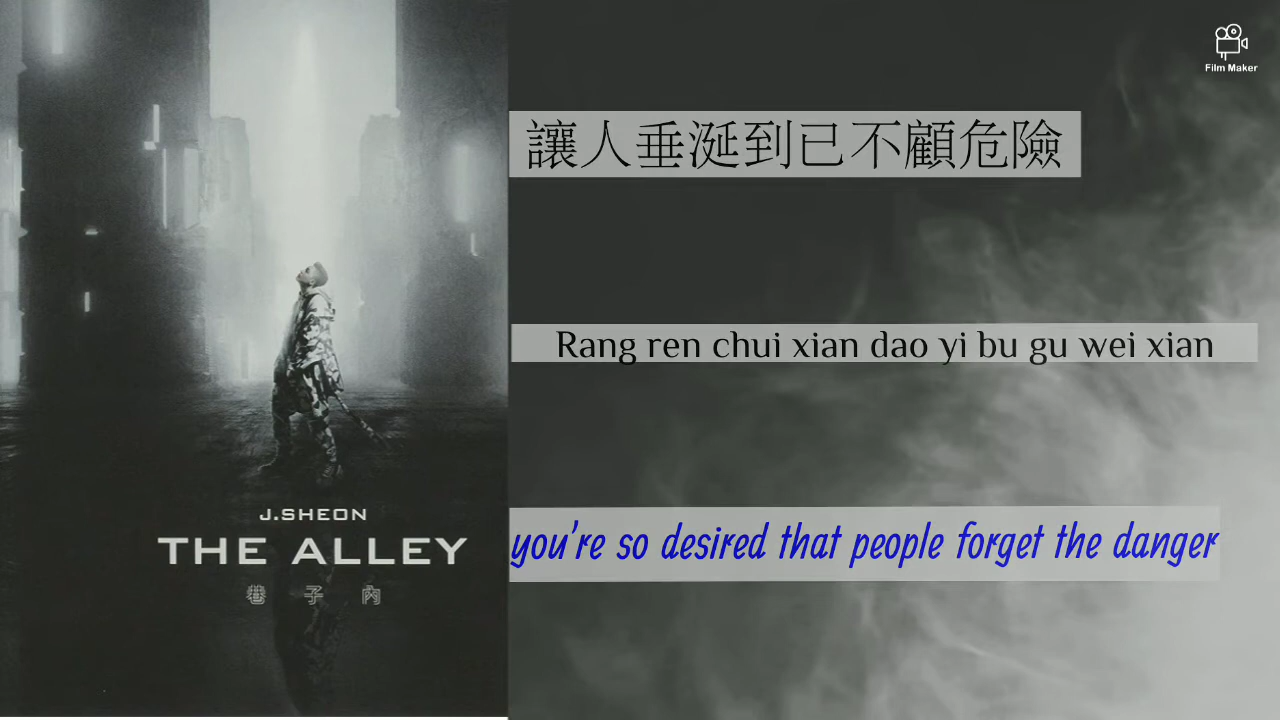 Film Maker
讓人垂涎到已不顧危險
Rang ren chui xian dao yi bu gu wei xian
you're so desired that people forget the danger
J.SHEON
THE ALLEY
巷子內